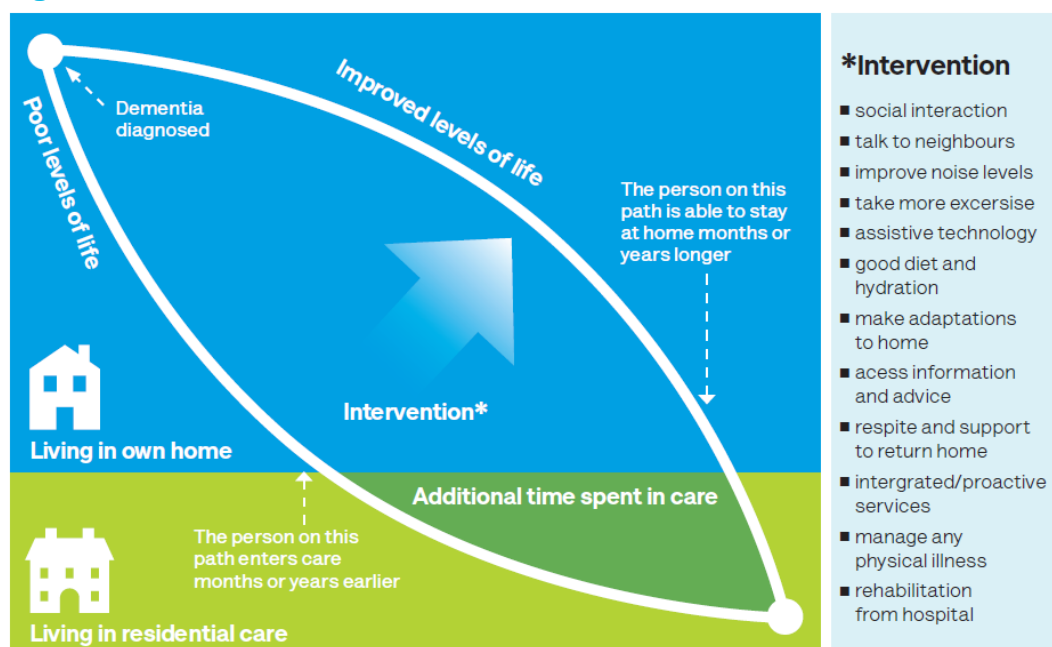 Dementia
diagnosed
Poor levels of life
Improved levels of life
The person on this
path is able to stay
at home months or
years longer
Intervention*
Living in own home
Additional time spent in care
The person on this
path enters care
months or years earlier
Living in residential care
*Intervention
■ social interaction
■ talk to neighbours
■ improve noise levels
■ take more excersise
■ assistive technology
■ good diet and
hydration
■ make adaptations
to home
■ acess information
and advice
■ respite and support
to return home
■ intergrated/proactive
services
■ manage any
physical illness
■ rehabilitation
from hospital